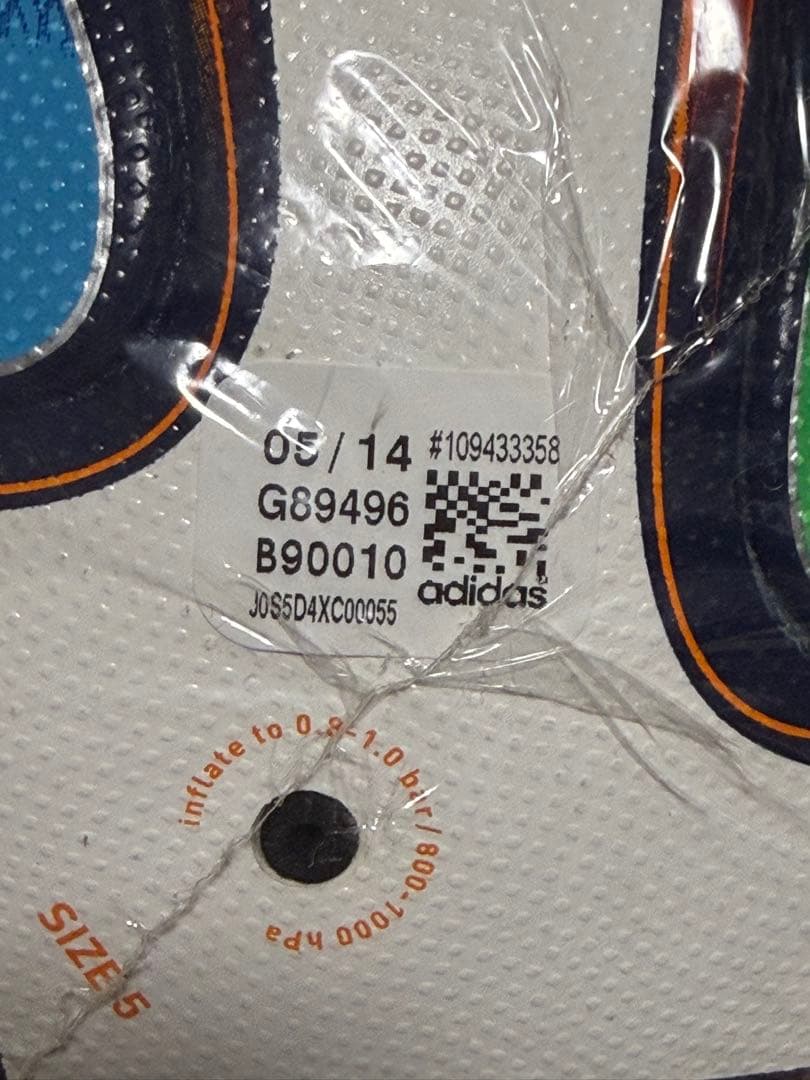 05/14 #109433358
G89496
B90010
adidas
J0S5D4XC00055
inflate to 0.8-1.0 bar / 800-1000 hpa
SIZE 5